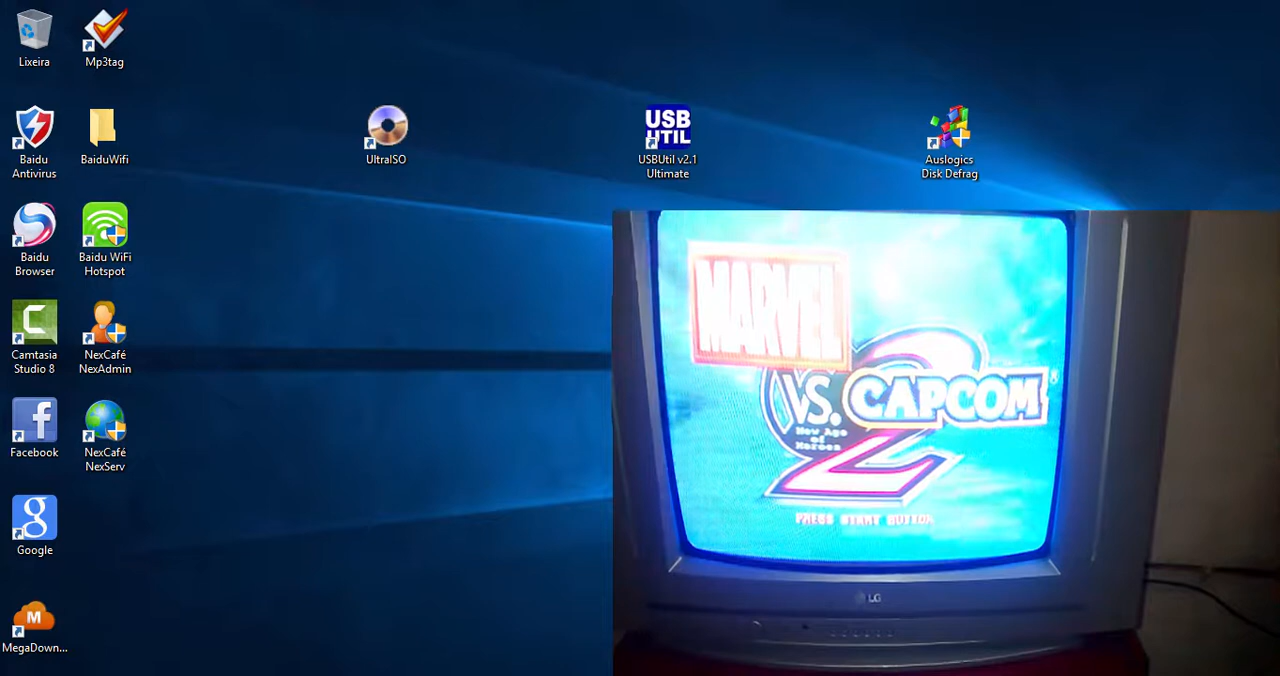 Lixeira
Mp3tag
Baidu
Antivirus
BaiduWifi
UltraISO
USB
UTIL
USBUtil v2.1
Ultimate
Auslogics
Disk Defrag
Baidu
Browser
Baidu WiFi
Hotspot
Camtasia
Studio 8
NexCafé
NexAdmin
Facebook
NexCafé
NexServ
Google
M
MegaDown...
MARVEL
VS. CAPCOM
New Age
of
Heroes
2
PRESS START BUTTON
LG